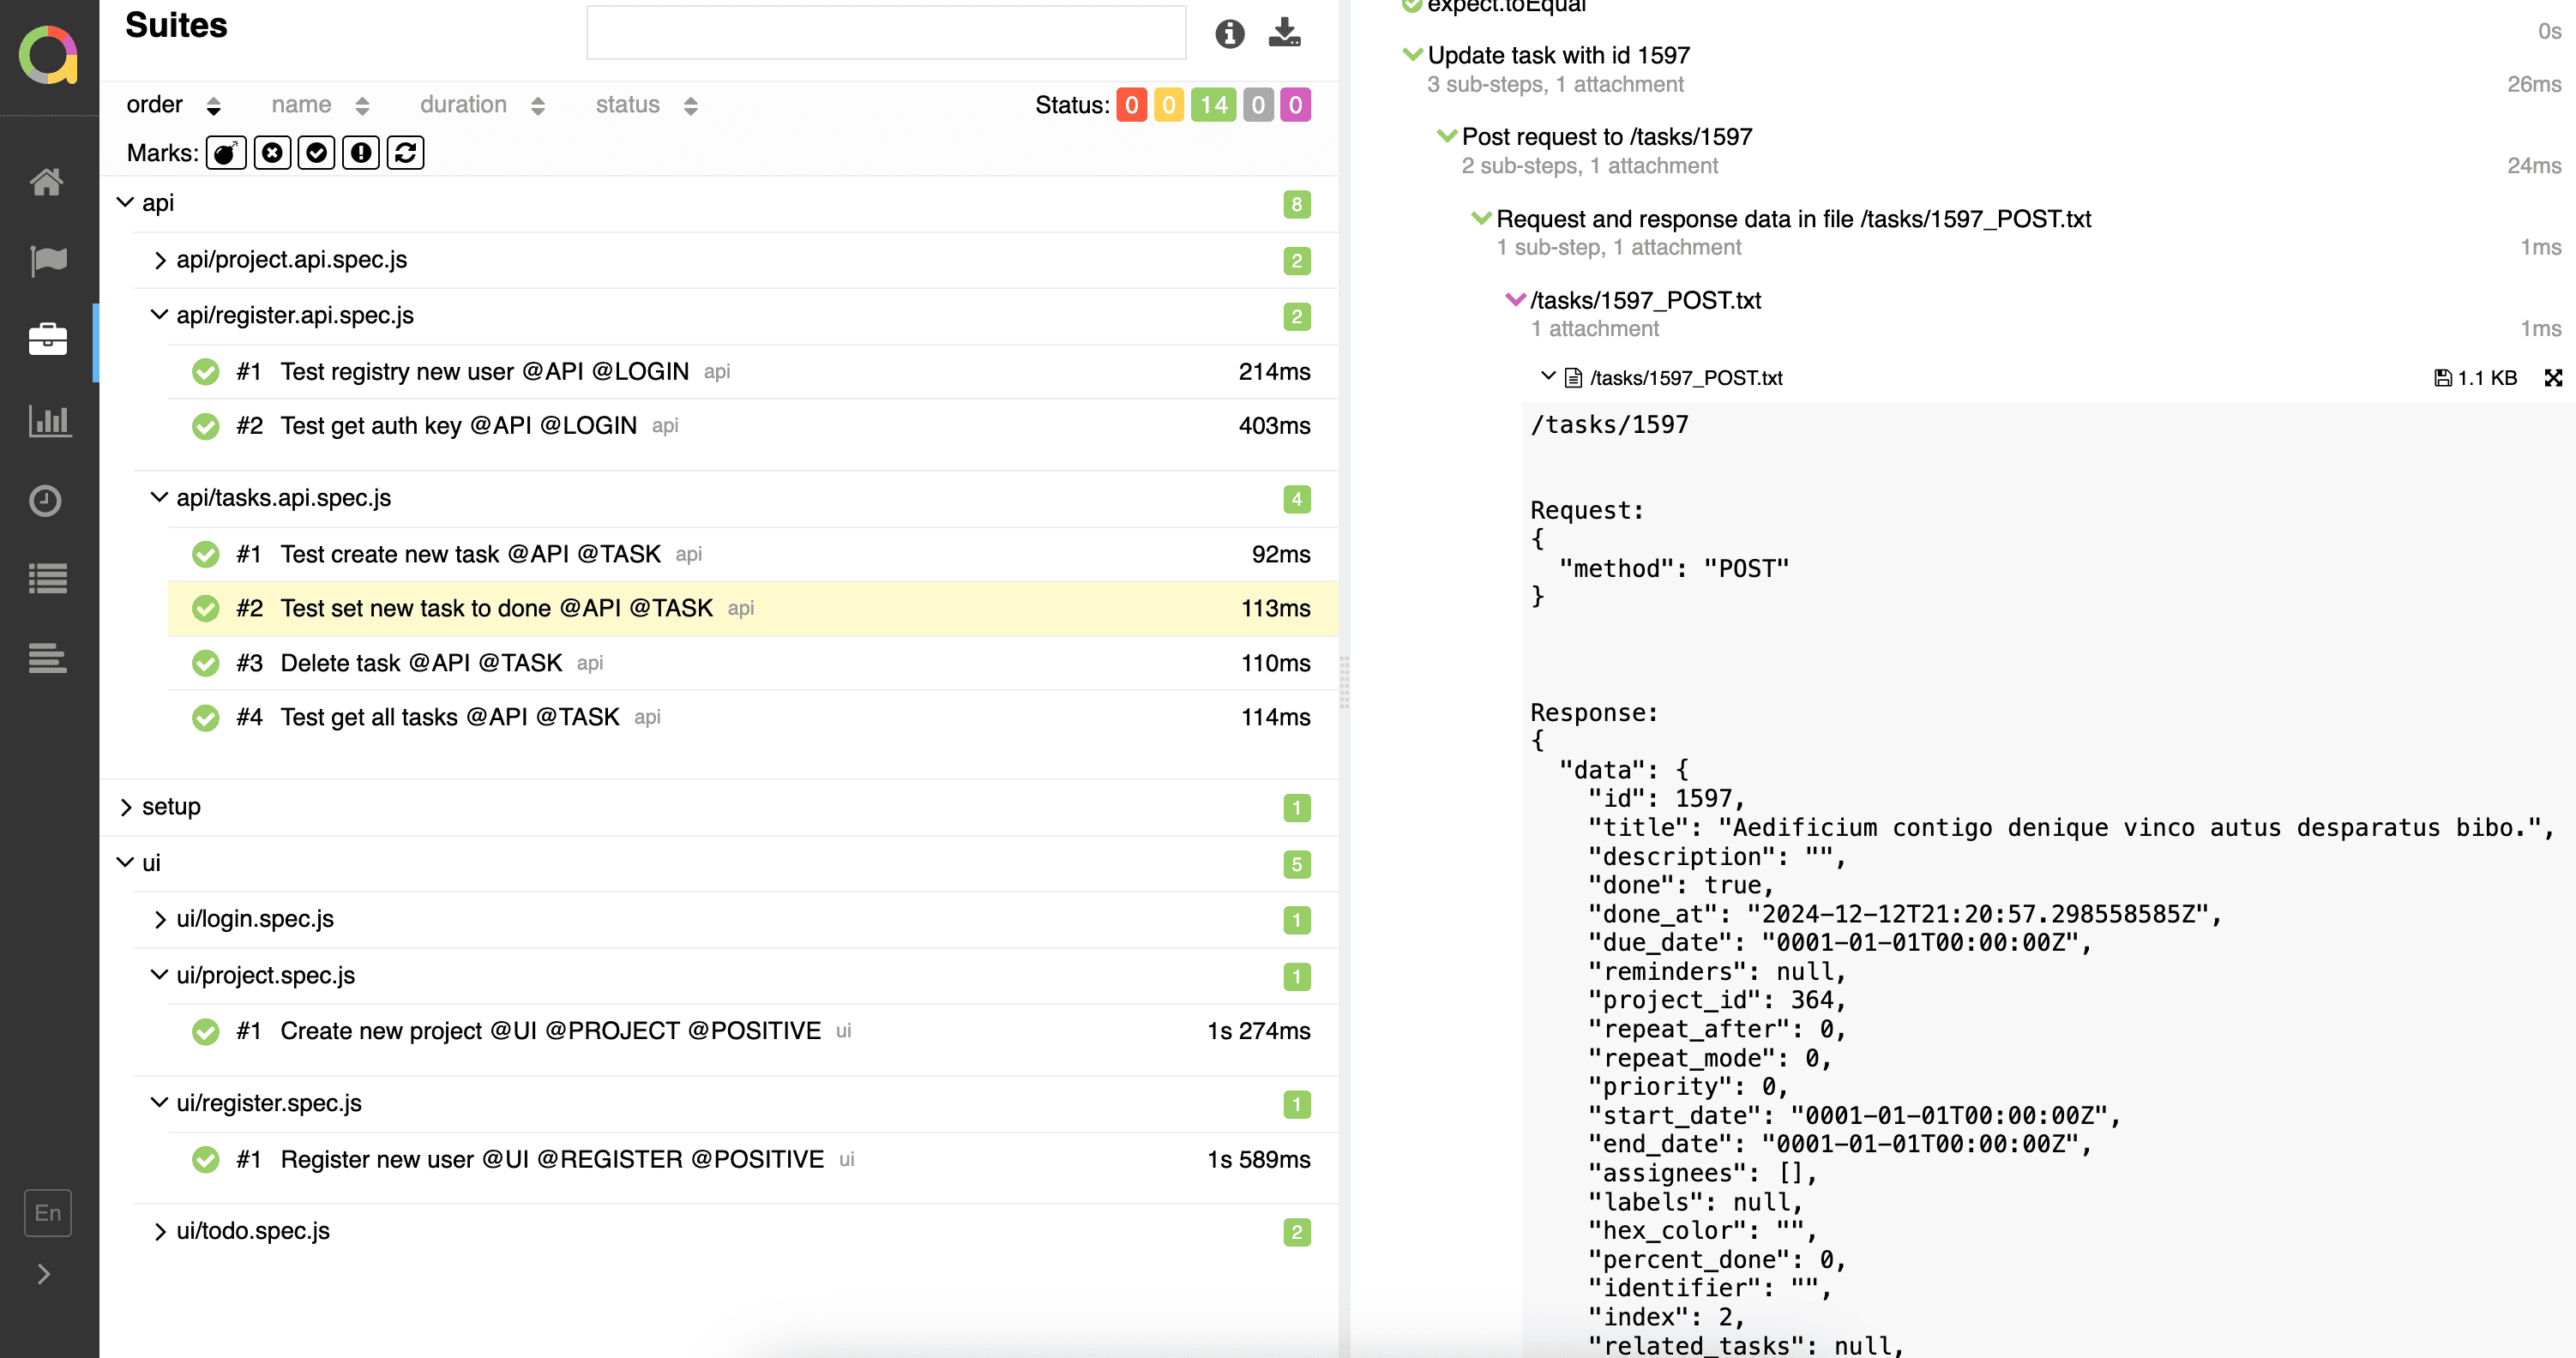 Suites
order name duration status
Status: 0 0 14 0 0
Marks:
api 8
api/project.api.spec.js 2
api/register.api.spec.js 2
#1 Test registry new user @API @LOGIN api 214ms
#2 Test get auth key @API @LOGIN api 403ms
api/tasks.api.spec.js 4
#1 Test create new task @API @TASK api 92ms
#2 Test set new task to done @API @TASK api 113ms
#3 Delete task @API @TASK api 110ms
#4 Test get all tasks @API @TASK api 114ms
setup 1
ui 5
ui/login.spec.js 1
ui/project.spec.js 1
#1 Create new project @UI @PROJECT @POSITIVE ui 1s 274ms
ui/register.spec.js 1
#1 Register new user @UI @REGISTER @POSITIVE ui 1s 589ms
ui/todo.spec.js 2
En
expect.toEqual
0s
Update task with id 1597
3 sub-steps, 1 attachment 26ms
Post request to /tasks/1597
2 sub-steps, 1 attachment 24ms
Request and response data in file /tasks/1597_POST.txt
1 sub-step, 1 attachment 1ms
/tasks/1597_POST.txt
1 attachment 1ms
/tasks/1597_POST.txt 1.1 KB
/tasks/1597
Request:
{
"method": "POST"
}
Response:
{
"data": {
"id": 1597,
"title": "Aedificium contigo denique vinco autus desparatus bibo.",
"description": "",
"done": true,
"done_at": "2024-12-12T21:20:57.298558585Z",
"due_date": "0001-01-01T00:00:00Z",
"reminders": null,
"project_id": 364,
"repeat_after": 0,
"repeat_mode": 0,
"priority": 0,
"start_date": "0001-01-01T00:00:00Z",
"end_date": "0001-01-01T00:00:00Z",
"assignees": [],
"labels": null,
"hex_color": "",
"percent_done": 0,
"identifier": "",
"index": 2,
"related_tasks": null,